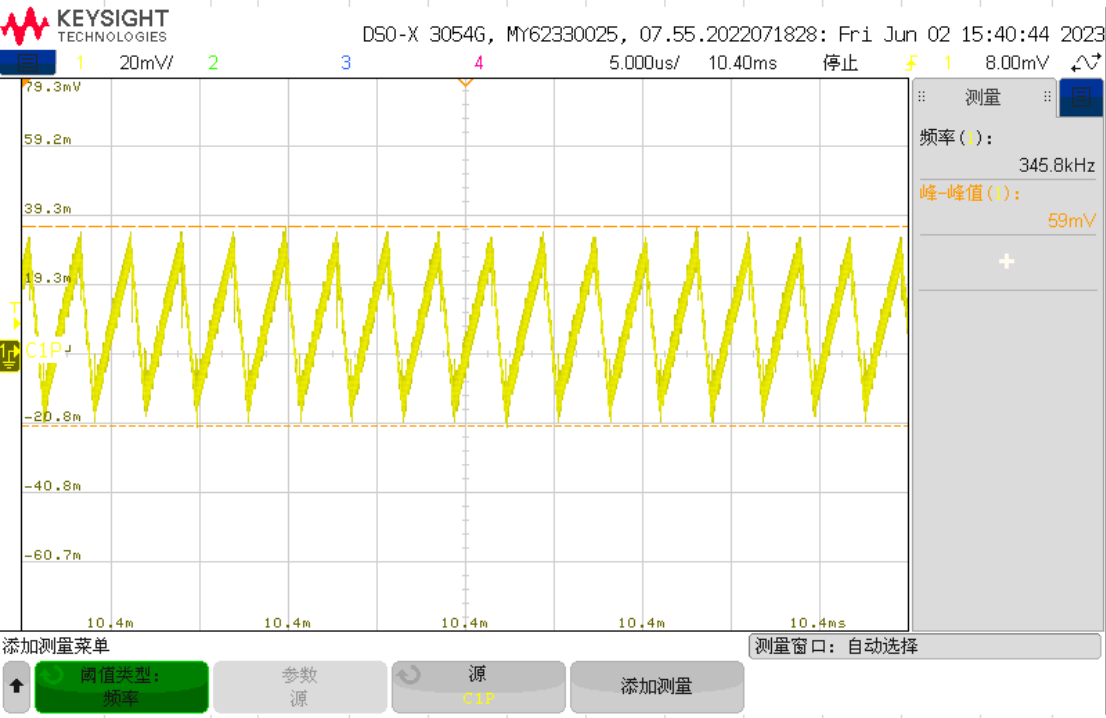 KEYSIGHT
TECHNOLOGIES
DSO-X 3054G, MY62330025, 07.55.2022071828: Fri Jun 02 15:40:44 2023
1 20mV/ 2 3 4 5.000us/ 10.40ms 停止 1 8.00mV
79.3mV
59.2m
39.3m
19.3m
T
C1P
-20.8m
-40.8m
-60.7m
10.4m 10.4m 10.4m 10.4m 10.4ms
测量
频率(1):
345.8kHz
峰-峰值(1):
59mV
添加测量菜单
测量窗口: 自动选择
阈值类型:
频率
参数
源
源
C1P
添加测量